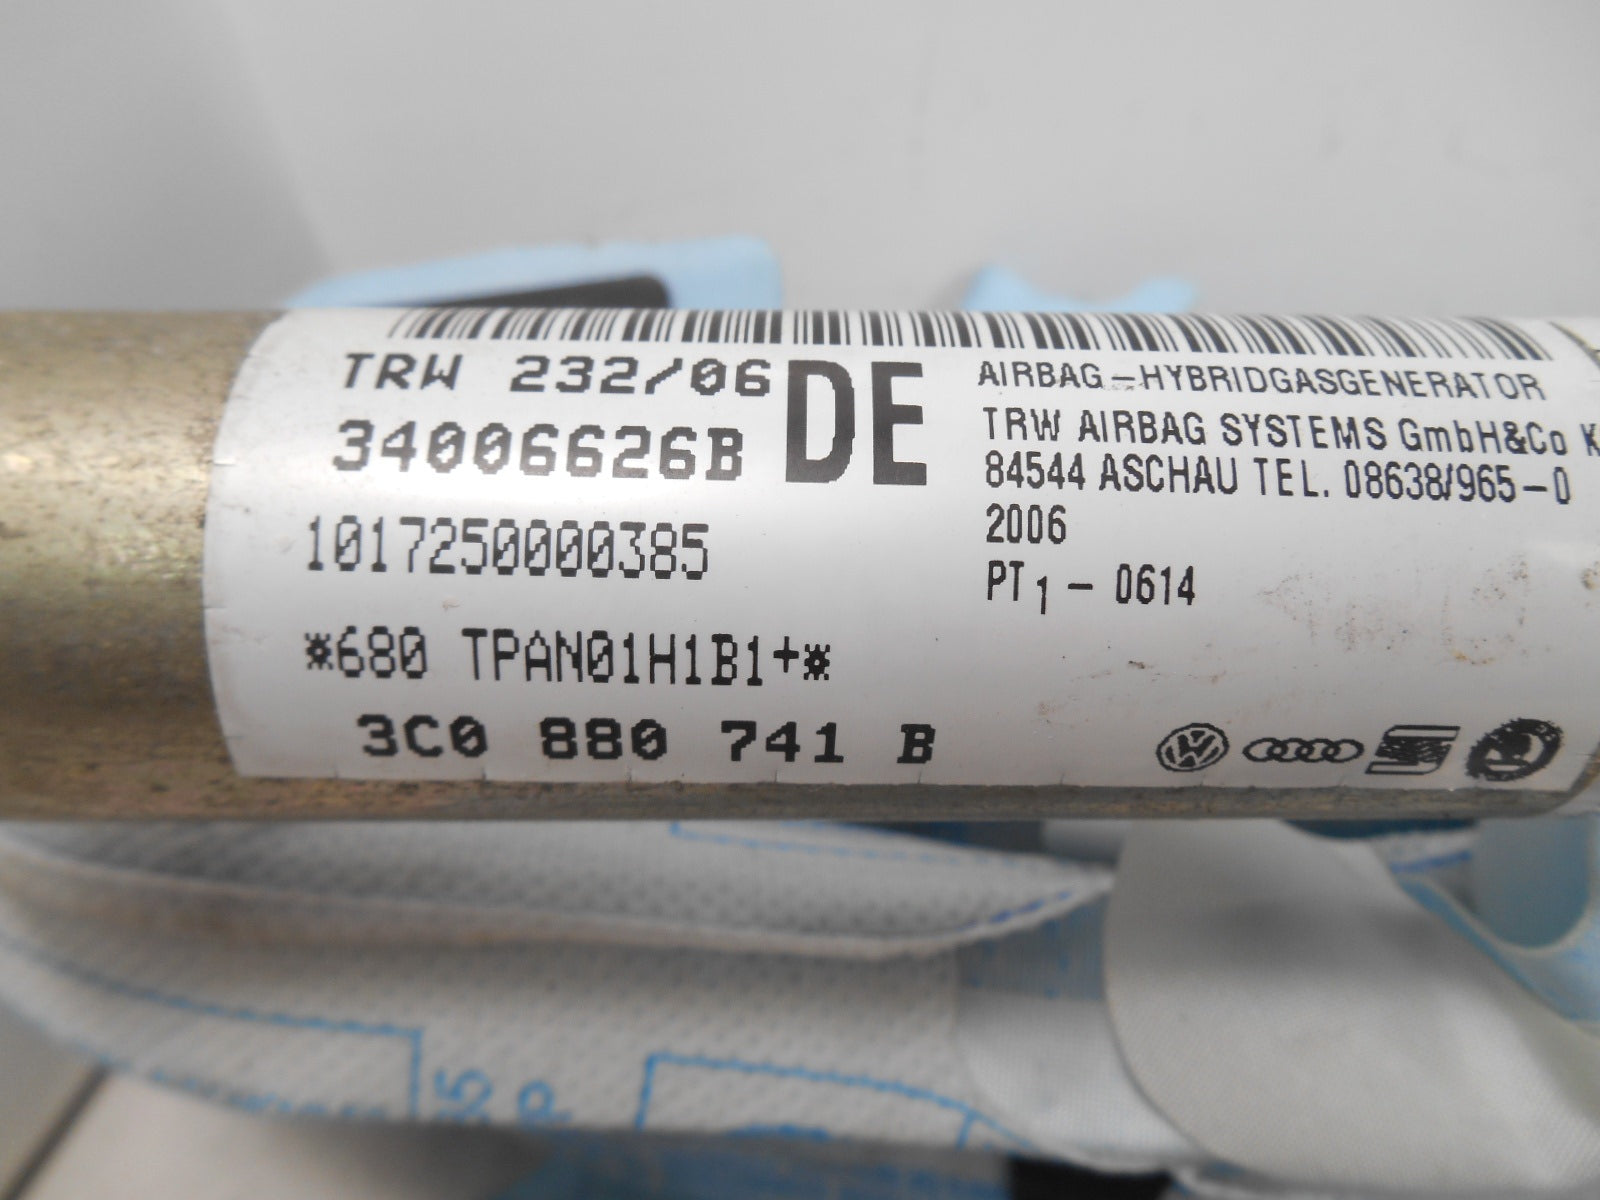 TRW 232/06
34006626B
DE
1017250000385
*680 TPAN01H1B1+*
3C0 880 741 B
AIRBAG-HYBRIDGASGENERATOR
TRW AIRBAG SYSTEMS GmbH&Co K
84544 ASCHAU TEL. 08638/965-0
2006
PT1 - 0614